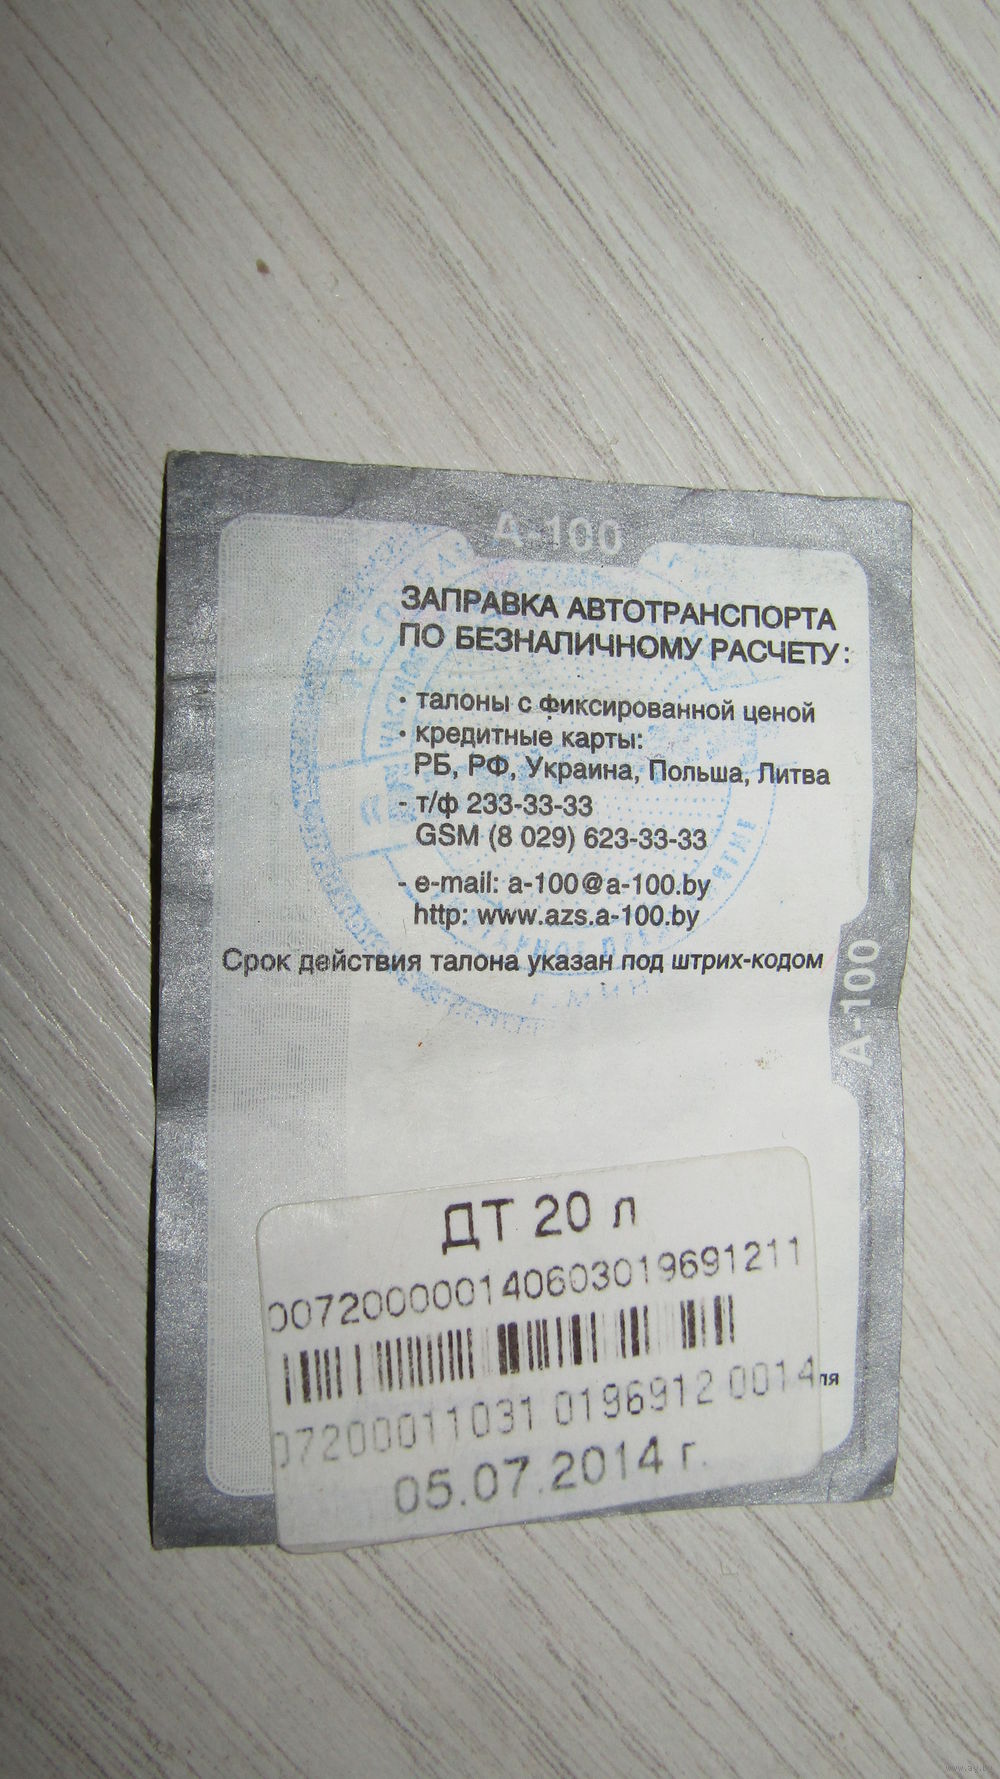 А-100
ЗАПРАВКА АВТОТРАНСПОРТА
ПО БЕЗНАЛИЧНОМУ РАСЧЕТУ:
• талоны с фиксированной ценой
• кредитные карты:
РБ, РФ, Украина, Польша, Литва
- т/ф 233-33-33
GSM (8 029) 623-33-33
- e-mail: a-100@a-100.by
http: www.azs.a-100.by
Срок действия талона указан под штрих-кодом
А-100
ДТ 20 л
007200000140603019691211
07200011031 0196912 0014
05.07.2014 г.